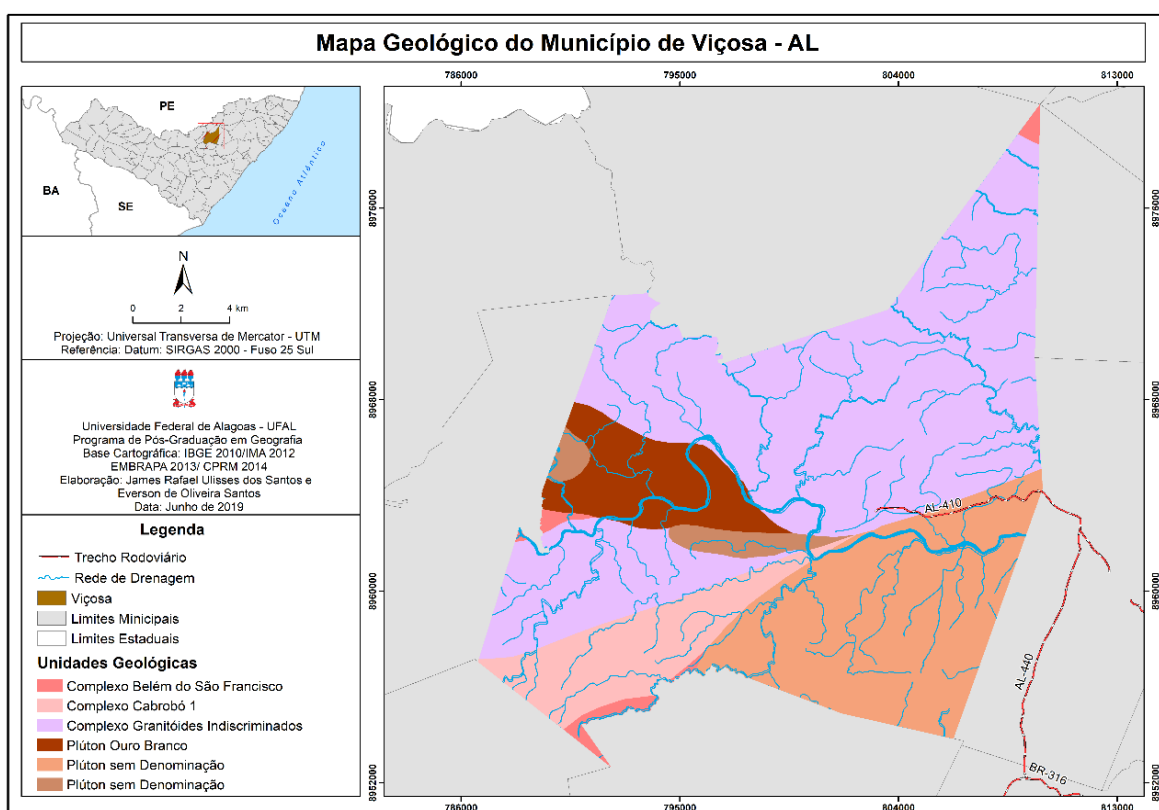 Mapa Geológico do Município de Viçosa - AL
786000
795000
804000
813000
PE
BA
SE
Oceano Atlântico
N
0 2 4 km
Projeção: Universal Transversa de Mercator - UTM
Referência: Datum: SIRGAS 2000 - Fuso 25 Sul
Universidade Federal de Alagoas - UFAL
Programa de Pós-Graduação em Geografia
Base Cartográfica: IBGE 2010/IMA 2012
EMBRAPA 2013/ CPRM 2014
Elaboração: James Rafael Ulisses dos Santos e
Everson de Oliveira Santos
Data: Junho de 2019
Legenda
Trecho Rodoviário
Rede de Drenagem
Viçosa
Limites Minicipais
Limites Estaduais
Unidades Geológicas
Complexo Belém do São Francisco
Complexo Cabrobó 1
Complexo Granitóides Indiscriminados
Plúton Ouro Branco
Plúton sem Denominação
Plúton sem Denominação
8976000
8968000
8960000
8952000
AL-410
AL-440
BR-316
8976000
8968000
8960000
8952000
786000
795000
804000
813000